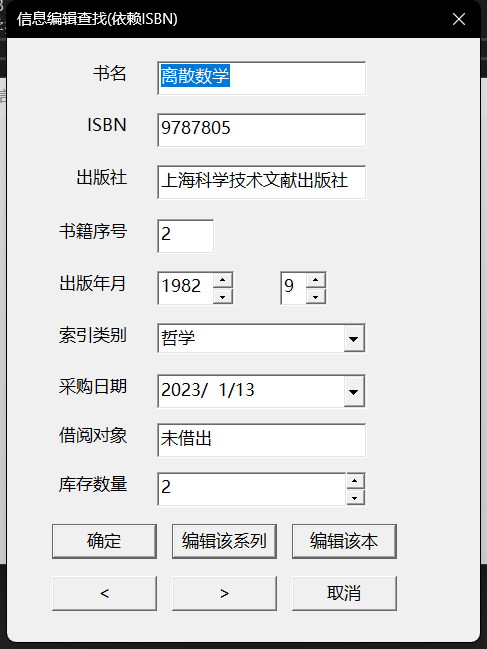 信息编辑查找(依赖ISBN)
书名 离散数学
ISBN 9787805
出版社 上海科学技术文献出版社
书籍序号 2
出版年月 1982 9
索引类别 哲学
采购日期 2023/ 1/13
借阅对象 未借出
库存数量 2
确定 编辑该系列 编辑该本
< > 取消